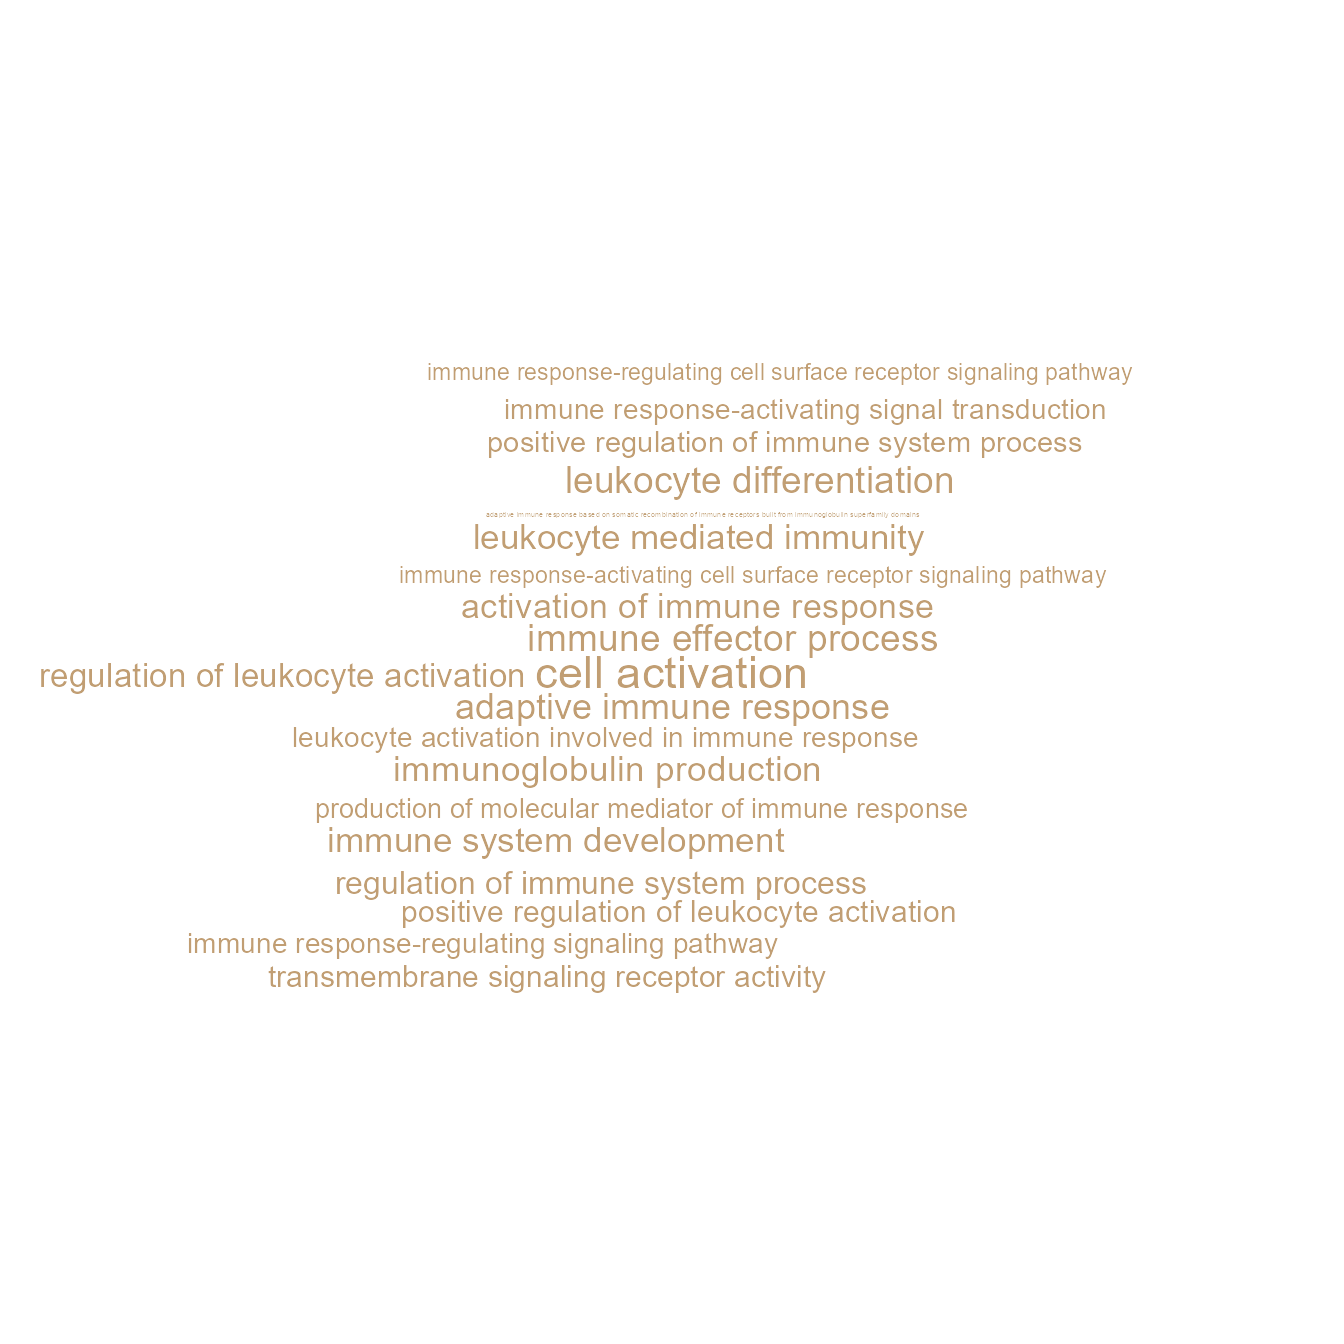 immune response-regulating cell surface receptor signaling pathway
immune response-activating signal transduction
positive regulation of immune system process
leukocyte differentiation
adaptive immune response based on somatic recombination of immune receptors built from immunoglobulin superfamily domains
leukocyte mediated immunity
immune response-activating cell surface receptor signaling pathway
activation of immune response
immune effector process
regulation of leukocyte activation cell activation
adaptive immune response
leukocyte activation involved in immune response
immunoglobulin production
production of molecular mediator of immune response
immune system development
regulation of immune system process
positive regulation of leukocyte activation
immune response-regulating signaling pathway
transmembrane signaling receptor activity